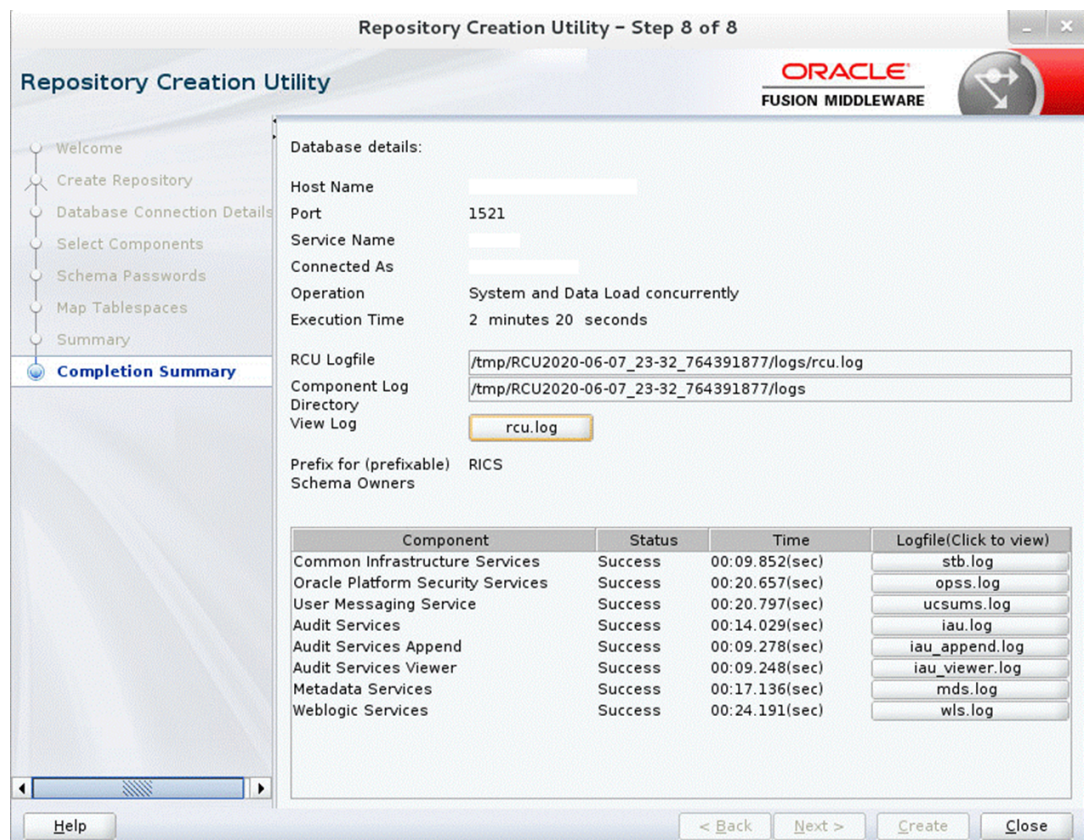 Repository Creation Utility – Step 8 of 8
Repository Creation Utility
ORACLE
FUSION MIDDLEWARE
Welcome
Create Repository
Database Connection Details
Select Components
Schema Passwords
Map Tablespaces
Summary
Completion Summary
Database details:
Host Name
Port 1521
Service Name
Connected As
Operation System and Data Load concurrently
Execution Time 2 minutes 20 seconds
RCU Logfile /tmp/RCU2020-06-07_23-32_764391877/logs/rcu.log
Component Log /tmp/RCU2020-06-07_23-32_764391877/logs
Directory
View Log rcu.log
Prefix for (prefixable) RICS
Schema Owners
Component Status Time Logfile(Click to view)
Common Infrastructure Services Success 00:09.852(sec) stb.log
Oracle Platform Security Services Success 00:20.657(sec) opss.log
User Messaging Service Success 00:20.797(sec) ucsums.log
Audit Services Success 00:14.029(sec) iau.log
Audit Services Append Success 00:09.278(sec) iau_append.log
Audit Services Viewer Success 00:09.248(sec) iau_viewer.log
Metadata Services Success 00:17.136(sec) mds.log
Weblogic Services Success 00:24.191(sec) wls.log
Help < Back Next > Create Close